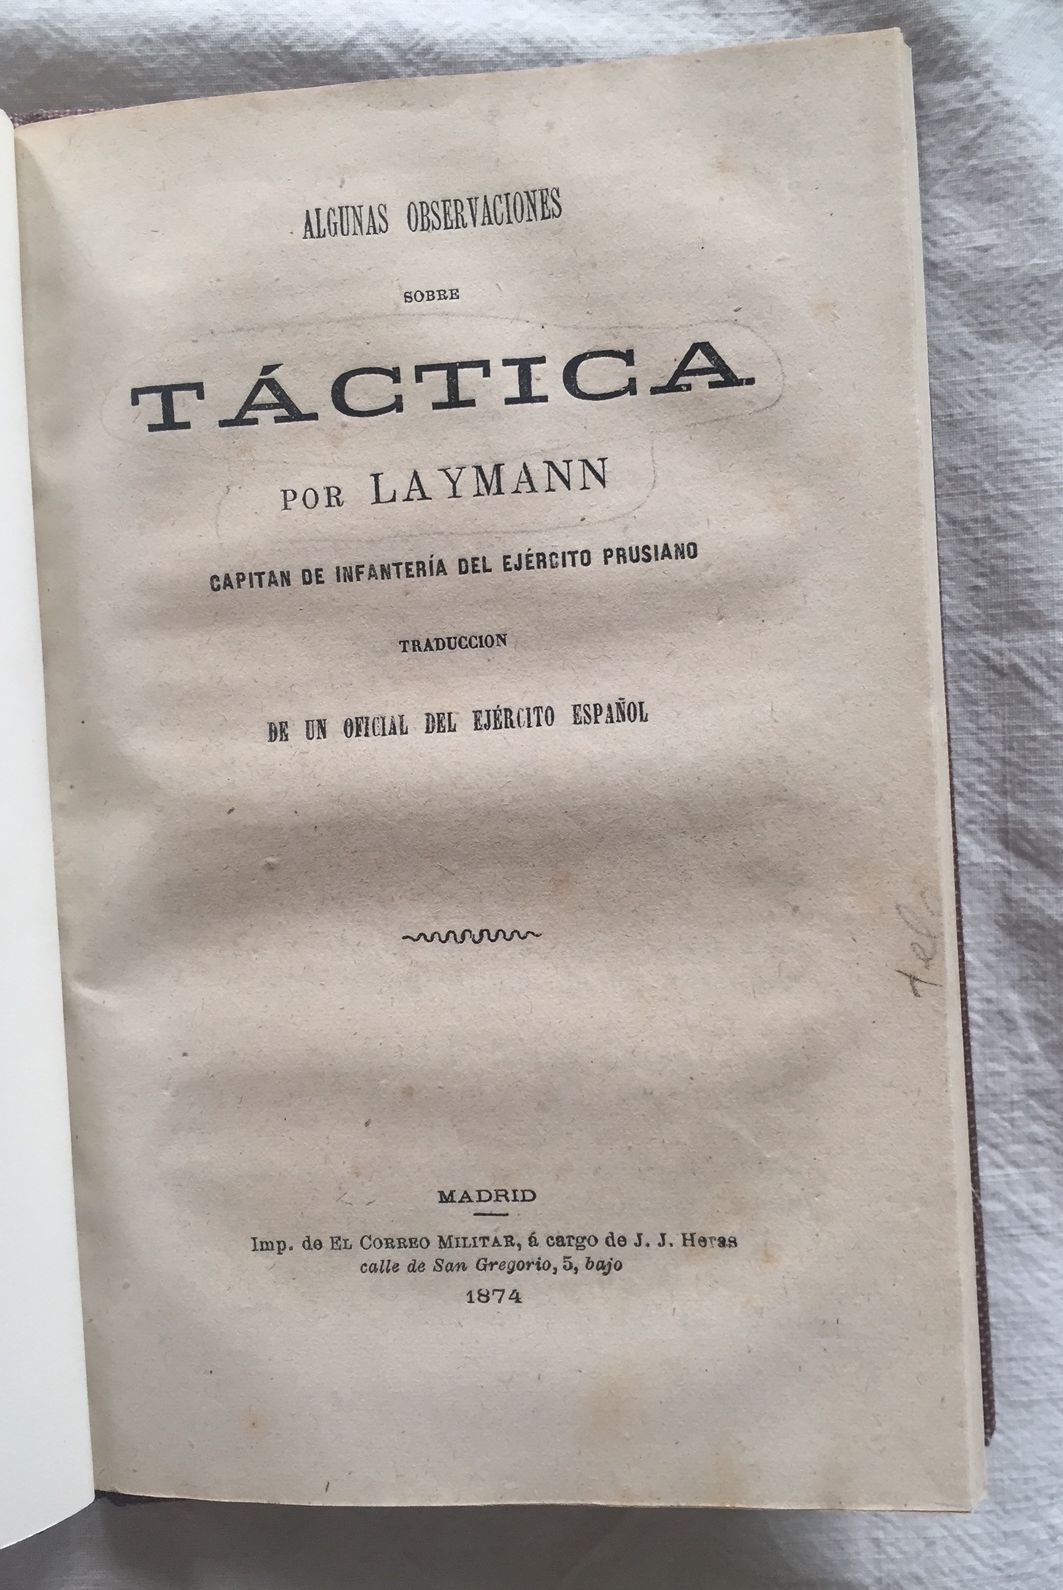 ALGUNAS OBSERVACIONES
SOBRE
TÁCTICA
POR LAYMANN
CAPITAN DE INFANTERÍA DEL EJÉRCITO PRUSIANO
TRADUCCION
DE UN OFICIAL DEL EJÉRCITO ESPAÑOL
MADRID
Imp. de EL CORREO MILITAR, á cargo de J. J. Heras
calle de San Gregorio, 5, bajo
1874